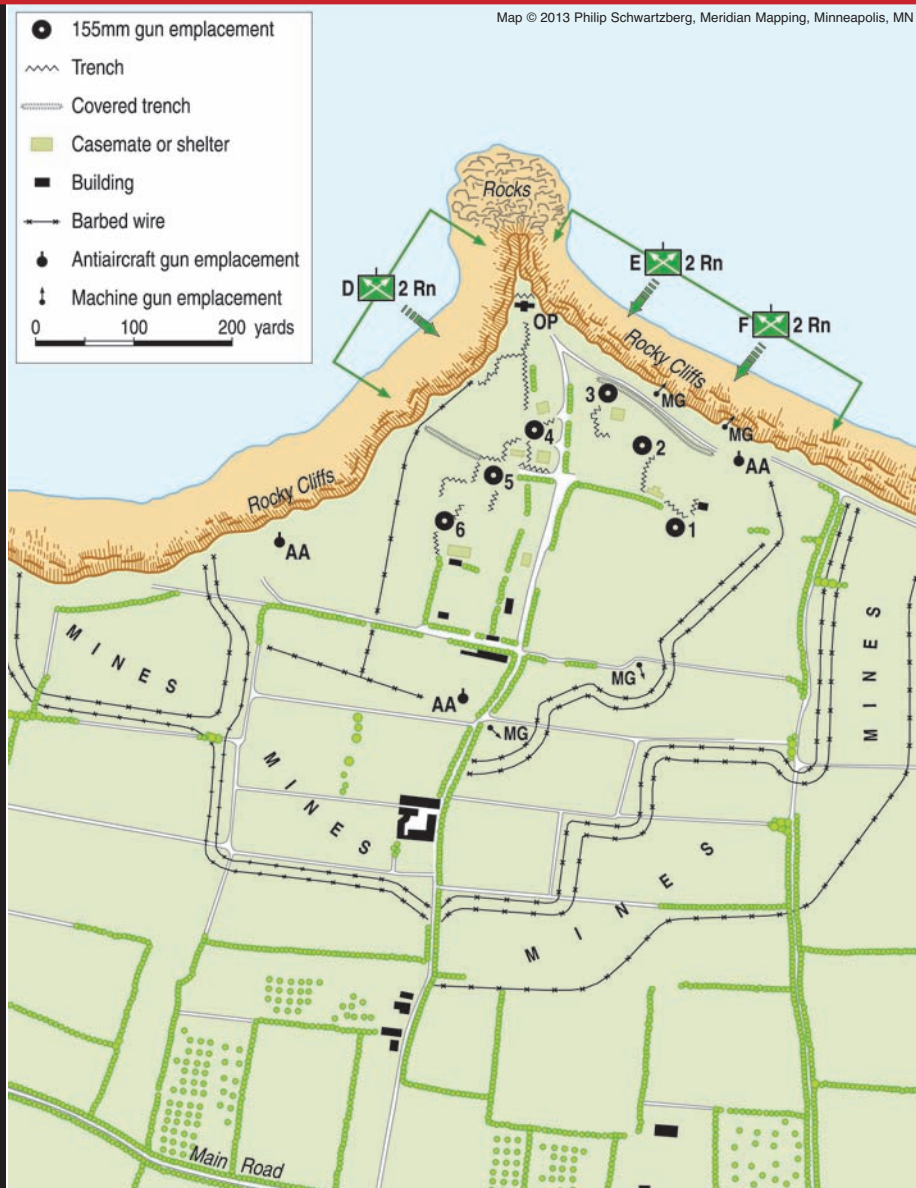 Map © 2013 Philip Schwartzberg, Meridian Mapping, Minneapolis, MN
155mm gun emplacement
Trench
Covered trench
Casemate or shelter
Building
Barbed wire
Antiaircraft gun emplacement
Machine gun emplacement
0 100 200 yards
Rocks
E 2 Rn
D 2 Rn
OP
F 2 Rn
Rocky Cliffs
3
MG
4
2
MG
AA
5
Rocky Cliffs
6
1
AA
MINES
MINES
MG
AA
MG
MINES
MINES
Main Road